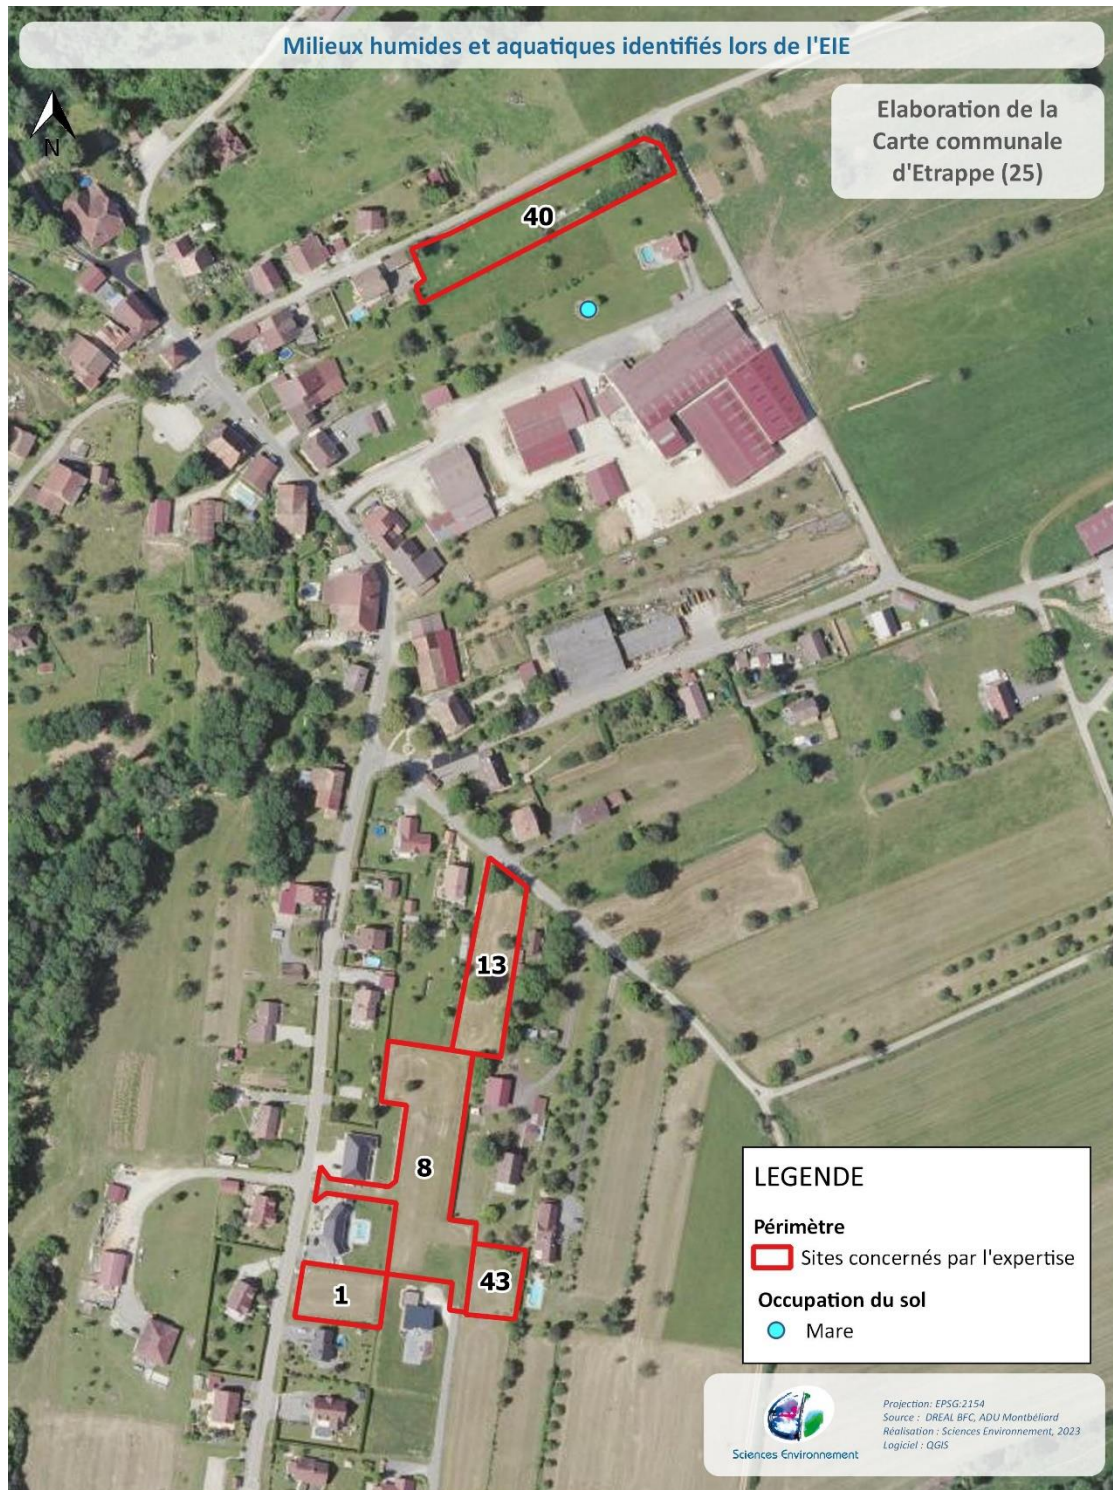 Milieux humides et aquatiques identifiés lors de l'EIE
Elaboration de la
Carte communale
d'Etrappe (25)
N
40
13
8
43
1
LEGENDE
Périmètre
Sites concernés par l'expertise
Occupation du sol
Mare
Sciences Environnement
Projection: EPSG:2154
Source : DREAL BFC, ADU Montbéliard
Réalisation : Sciences Environnement, 2023
Logiciel : QGIS